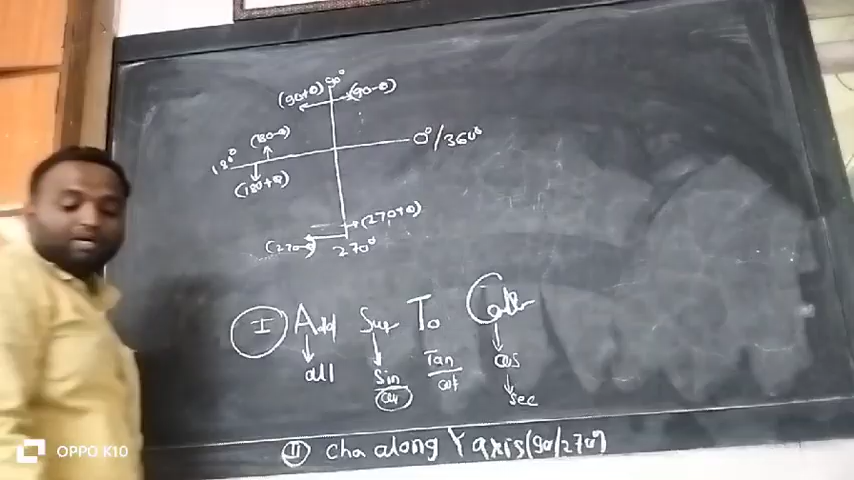 90°
(90+θ) (90-θ)
(180-θ)
180° 0°/360°
(180+θ)
(270+θ)
(270-θ) 270°
I Add Sugar To Coffee
all Sin Tan cos
cot
sec
II Cha along Y axis(90/270°)
OPPO K10